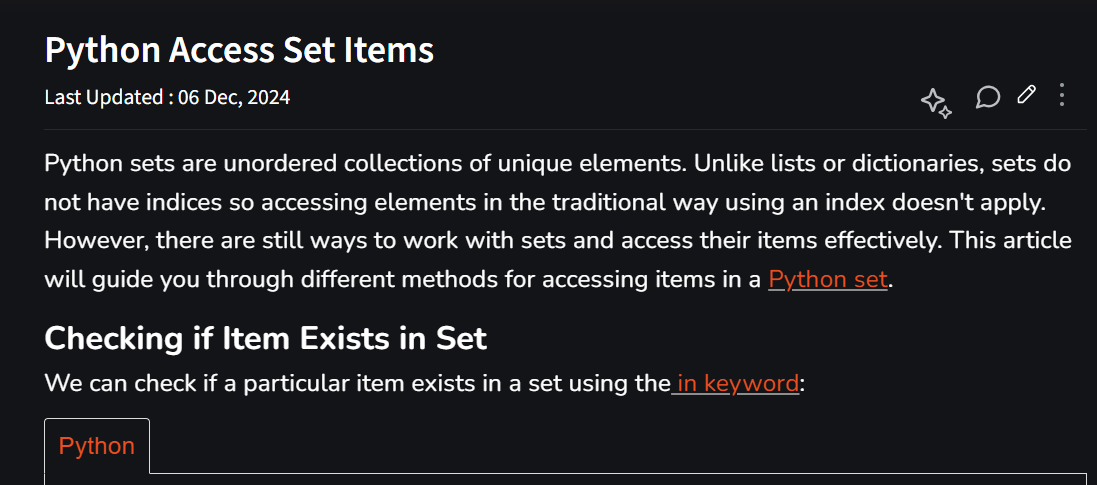 Python Access Set Items
Last Updated : 06 Dec, 2024
Python sets are unordered collections of unique elements. Unlike lists or dictionaries, sets do
not have indices so accessing elements in the traditional way using an index doesn't apply.
However, there are still ways to work with sets and access their items effectively. This article
will guide you through different methods for accessing items in a Python set.
Checking if Item Exists in Set
We can check if a particular item exists in a set using the in keyword:
Python